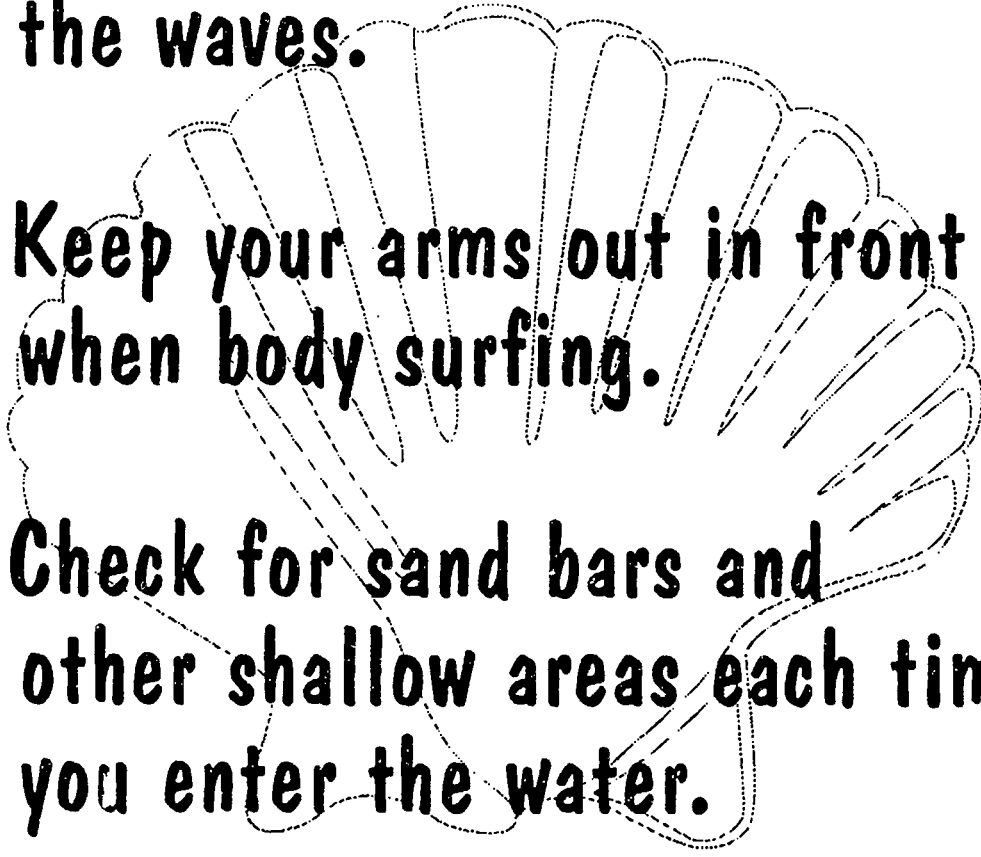 the waves.
Keep your arms out in front
when body surfing.
Check for sand bars and
other shallow areas each
you enter the water.